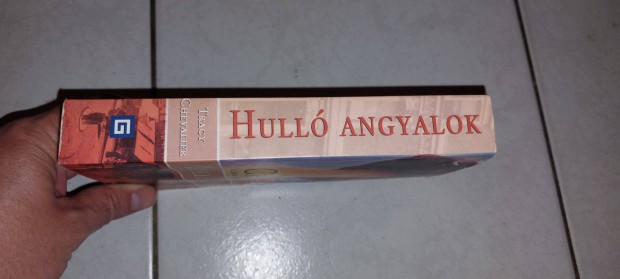 G
TRACY
CHEVALIER
HULLÓ ANGYALOK